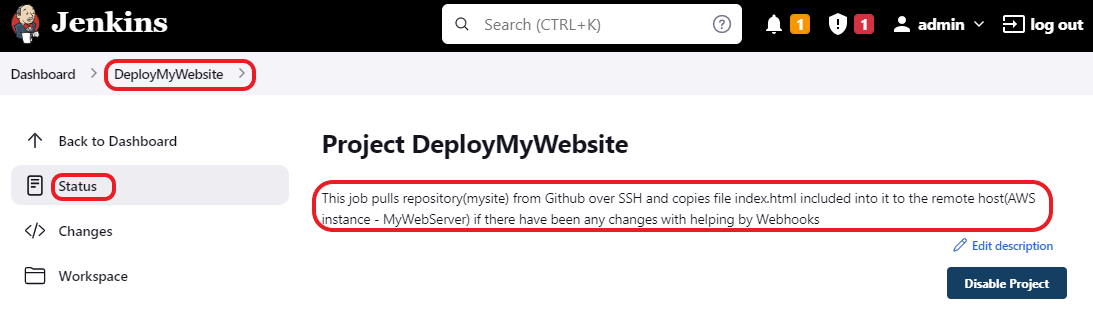 Jenkins
Search (CTRL+K)
?
1
1
admin
log out
Dashboard
DeployMyWebsite
Back to Dashboard
Status
Changes
Workspace
Project DeployMyWebsite
This job pulls repository(mysite) from Github over SSH and copies file index.html included into it to the remote host(AWS
instance - MyWebServer) if there have been any changes with helping by Webhooks
Edit description
Disable Project